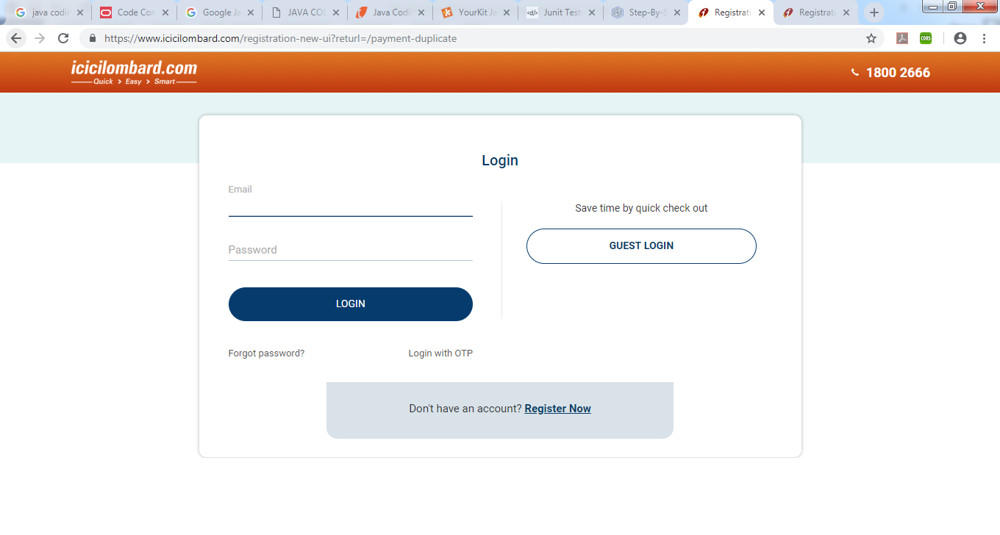 java codi
Code Con
Google Ja
JAVA COD
Java Codi
YourKit Ja
Junit Test
Step-By-S
Registrati
Registrati
https://www.icicilombard.com/registration-new-ui?returl=/payment-duplicate
CORS
icicilombard.com
Quick > Easy > Smart
1800 2666
Login
Email
Save time by quick check out
GUEST LOGIN
Password
LOGIN
Forgot password?
Login with OTP
Don't have an account? Register Now